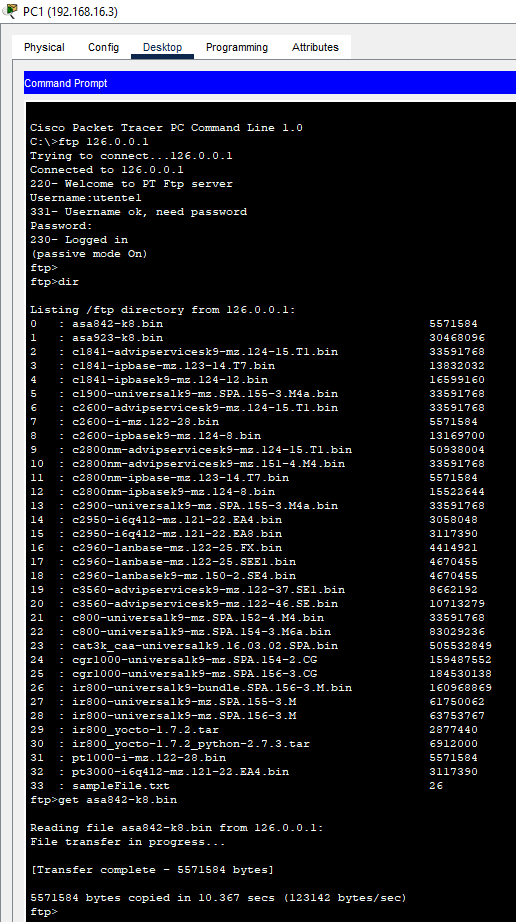 PC1 (192.168.16.3)
Physical Config Desktop Programming Attributes
Command Prompt
Cisco Packet Tracer PC Command Line 1.0
C:\>ftp 126.0.0.1
Trying to connect...126.0.0.1
Connected to 126.0.0.1
220- Welcome to PT Ftp server
Username:utente1
331- Username ok, need password
Password:
230- Logged in
(passive mode On)
ftp>
ftp>dir
Listing /ftp directory from 126.0.0.1:
0 : asa842-k8.bin 5571584
1 : asa923-k8.bin 30468096
2 : c1841-advipservicesk9-mz.124-15.T1.bin 33591768
3 : c1841-ipbase-mz.123-14.T7.bin 13832032
4 : c1841-ipbasek9-mz.124-12.bin 16599160
5 : c1900-universalk9-mz.SPA.155-3.M4a.bin 33591768
6 : c2600-advipservicesk9-mz.124-15.T1.bin 33591768
7 : c2600-i-mz.122-28.bin 5571584
8 : c2600-ipbasek9-mz.124-8.bin 13169700
9 : c2800nm-advipservicesk9-mz.124-15.T1.bin 50938004
10 : c2800nm-advipservicesk9-mz.151-4.M4.bin 33591768
11 : c2800nm-ipbase-mz.123-14.T7.bin 5571584
12 : c2800nm-ipbasek9-mz.124-8.bin 15522644
13 : c2900-universalk9-mz.SPA.155-3.M4a.bin 33591768
14 : c2950-i6q4l2-mz.121-22.EA4.bin 3058048
15 : c2950-i6q4l2-mz.121-22.EA8.bin 3117390
16 : c2960-lanbase-mz.122-25.FX.bin 4414921
17 : c2960-lanbase-mz.122-25.SEE1.bin 4670455
18 : c2960-lanbasek9-mz.150-2.SE4.bin 4670455
19 : c3560-advipservicesk9-mz.122-37.SE1.bin 8662192
20 : c3560-advipservicesk9-mz.122-46.SE.bin 10713279
21 : c800-universalk9-mz.SPA.152-4.M4.bin 33591768
22 : c800-universalk9-mz.SPA.154-3.M6a.bin 83029236
23 : cat3k_caa-universalk9.16.03.02.SPA.bin 505532849
24 : cgr1000-universalk9-mz.SPA.154-2.CG 159487552
25 : cgr1000-universalk9-mz.SPA.156-3.CG 184530138
26 : ir800-universalk9-bundle.SPA.156-3.M.bin 160968869
27 : ir800-universalk9-mz.SPA.155-3.M 61750062
28 : ir800-universalk9-mz.SPA.156-3.M 63753767
29 : ir800_yocto-1.7.2.tar 2877440
30 : ir800_yocto-1.7.2_python-2.7.3.tar 6912000
31 : pt1000-i-mz.122-28.bin 5571584
32 : pt3000-i6q4l2-mz.121-22.EA4.bin 3117390
33 : sampleFile.txt 26
ftp>get asa842-k8.bin
Reading file asa842-k8.bin from 126.0.0.1:
File transfer in progress...
[Transfer complete - 5571584 bytes]
5571584 bytes copied in 10.367 secs (123142 bytes/sec)
ftp>